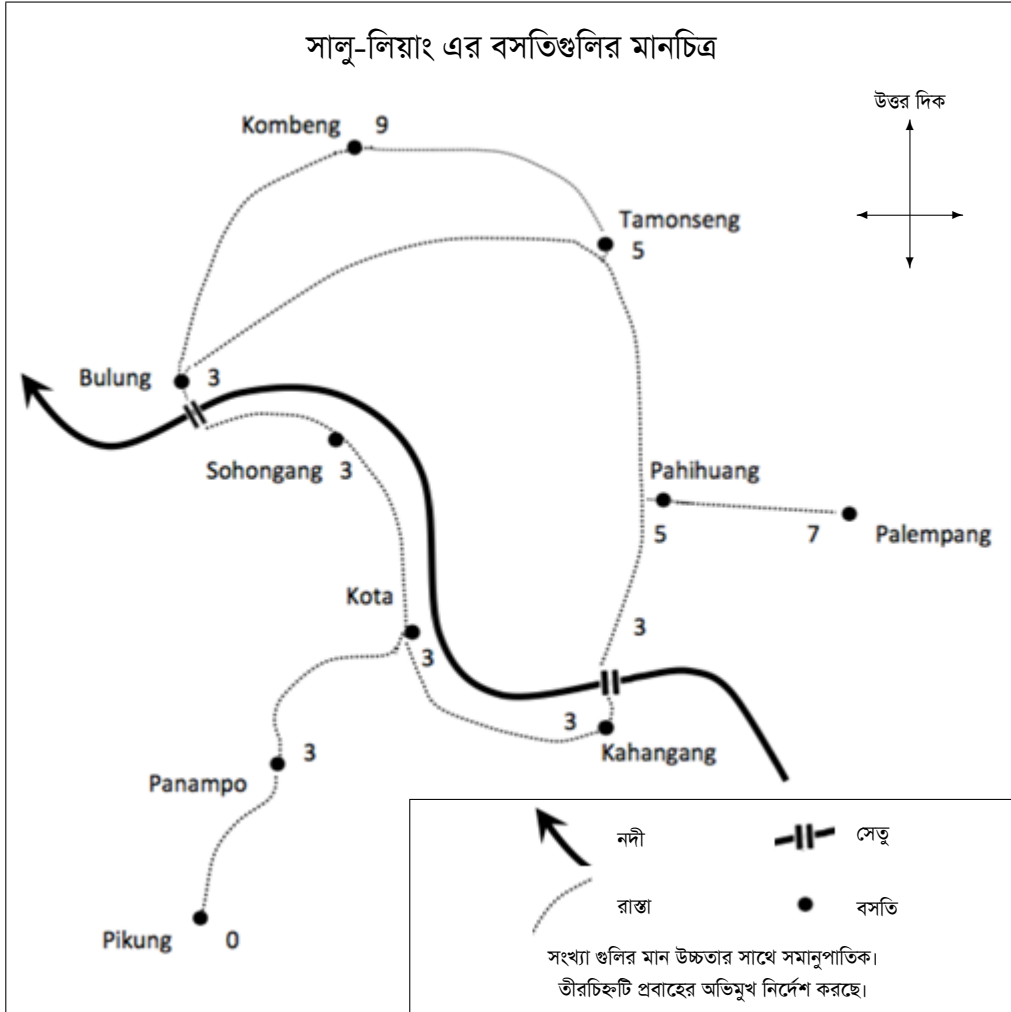 সালু-লিয়াং এর বসতিগুলির মানচিত্র
উত্তর দিক
Kombeng 9
Tamonseng
5
Bulung 3
Sohongang 3
Pahihuang
5 7 Palempang
Kota
3
3
3
Kahangang
3
Panampo
Pikung 0
নদী সেতু
রাস্তা বসতি
সংখ্যা গুলির মান উচ্চতার সাথে সমানুপাতিক।
তীরচিহ্নটি প্রবাহের অভিমুখ নির্দেশ করছে।